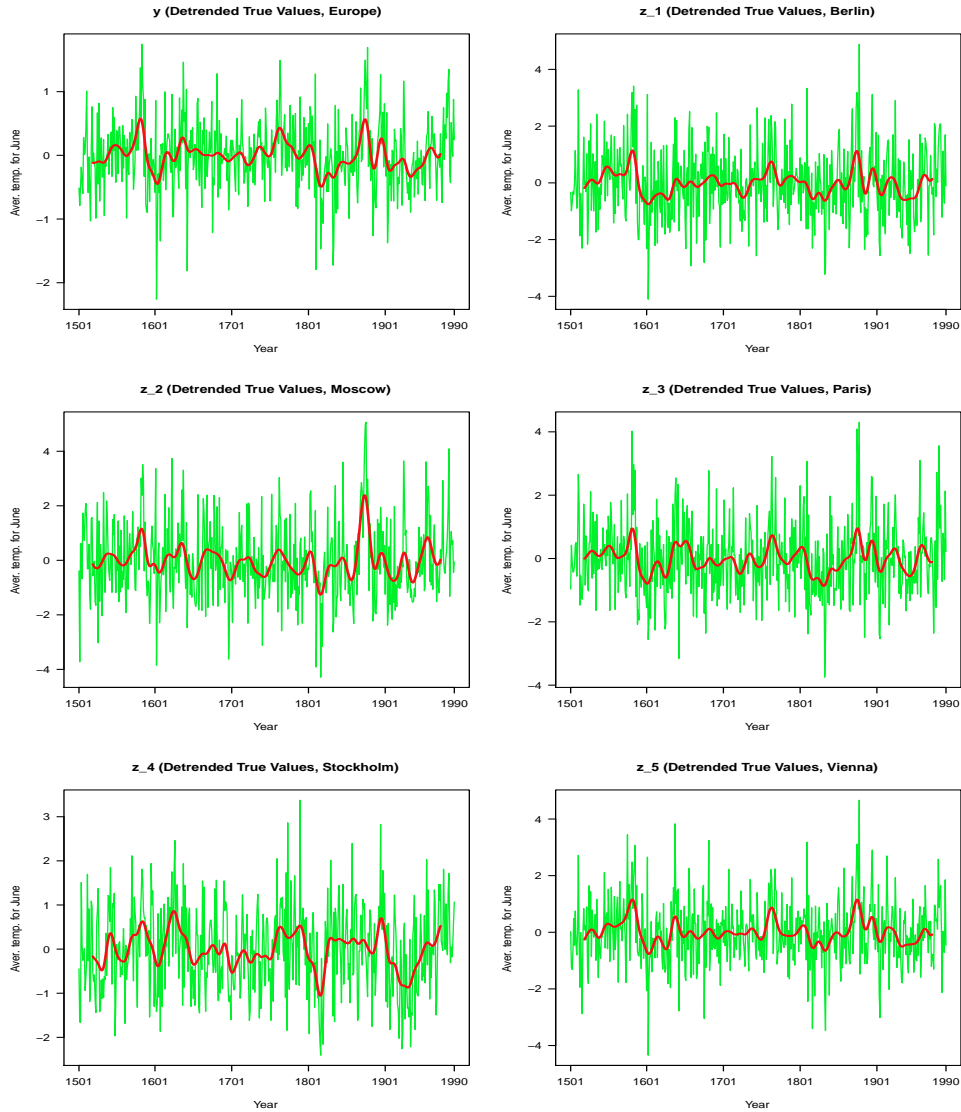 y (Detrended True Values, Europe)
Aver. temp. for June
1
0
−1
−2
1501 1601 1701 1801 1901 1990
Year
z_1 (Detrended True Values, Berlin)
Aver. temp. for June
4
2
0
−2
−4
1501 1601 1701 1801 1901 1990
Year
z_2 (Detrended True Values, Moscow)
Aver. temp. for June
4
2
0
−2
−4
1501 1601 1701 1801 1901 1990
Year
z_3 (Detrended True Values, Paris)
Aver. temp. for June
4
2
0
−2
−4
1501 1601 1701 1801 1901 1990
Year
z_4 (Detrended True Values, Stockholm)
Aver. temp. for June
3
2
1
0
−1
−2
1501 1601 1701 1801 1901 1990
Year
z_5 (Detrended True Values, Vienna)
Aver. temp. for June
4
2
0
−2
−4
1501 1601 1701 1801 1901 1990
Year